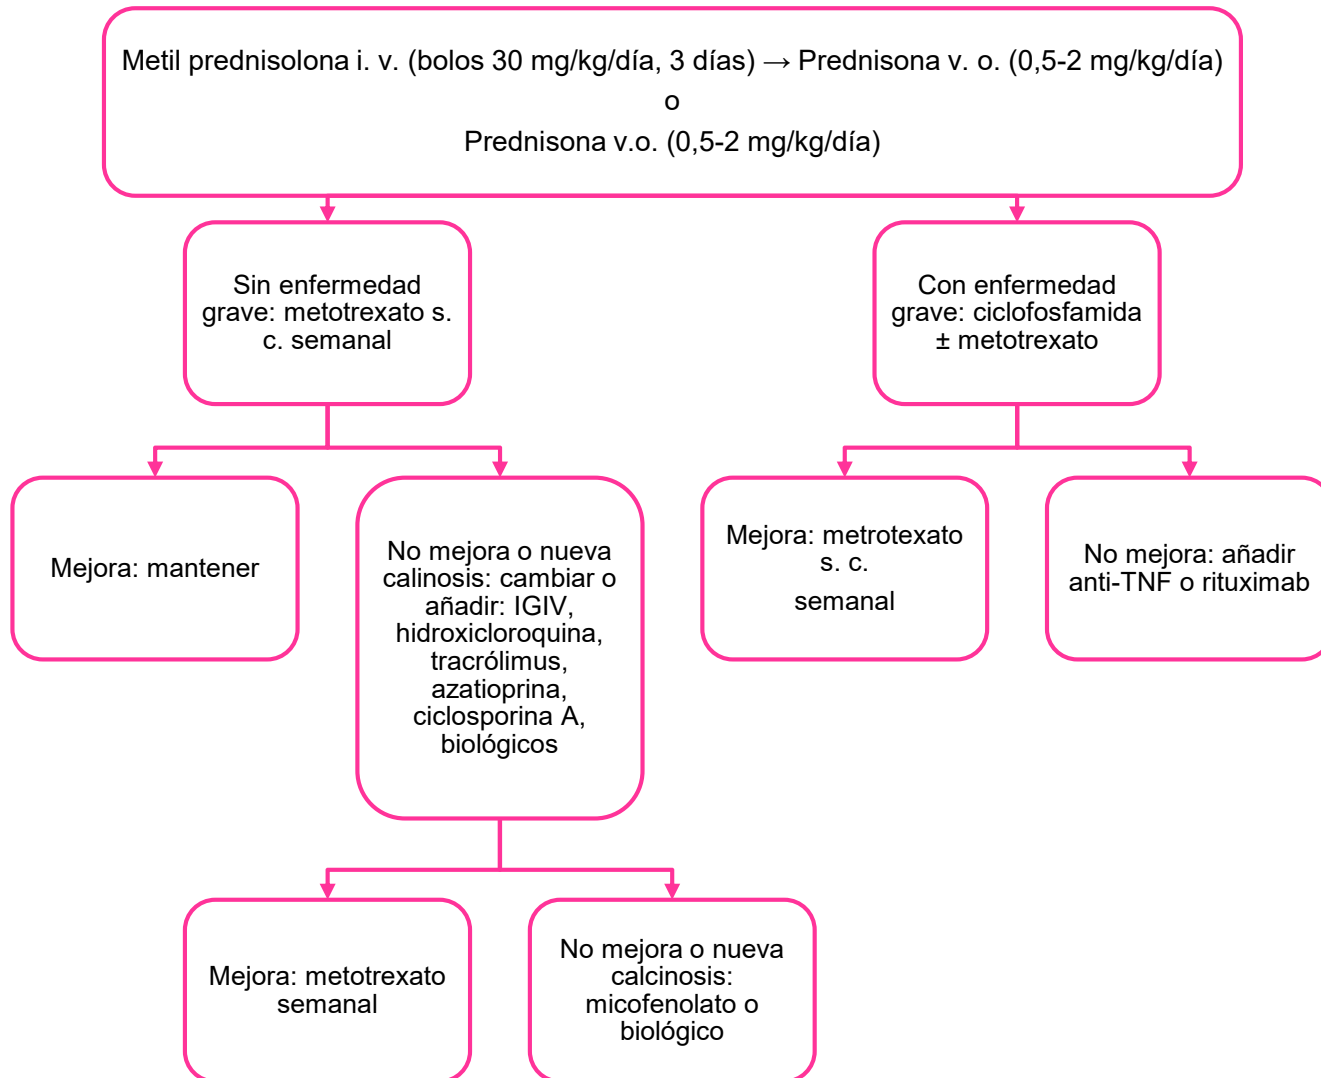 Metil prednisolona i. v. (bolos 30 mg/kg/día, 3 días) → Prednisona v. o. (0,5-2 mg/kg/día)
o
Prednisona v.o. (0,5-2 mg/kg/día)
Sin enfermedad
grave: metotrexato s.
c. semanal
Con enfermedad
grave: ciclofosfamida
± metotrexato
Mejora: mantener
No mejora o nueva
calinosis: cambiar o
añadir: IGIV,
hidroxicloroquina,
tracrólimus,
azatioprina,
ciclosporina A,
biológicos
Mejora: metrotexato
s. c.
semanal
No mejora: añadir
anti-TNF o rituximab
Mejora: metotrexato
semanal
No mejora o nueva
calcinosis:
micofenolato o
biológico